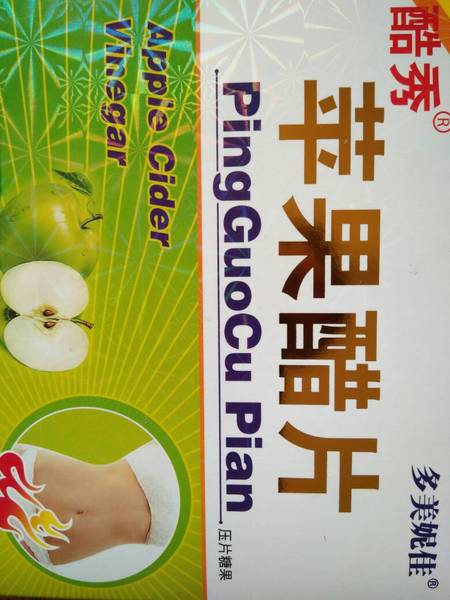 酷秀®
苹果醋片
PingGuoCu Pian
压片糖果
Apple Cider
Vinegar
多美妮佳®